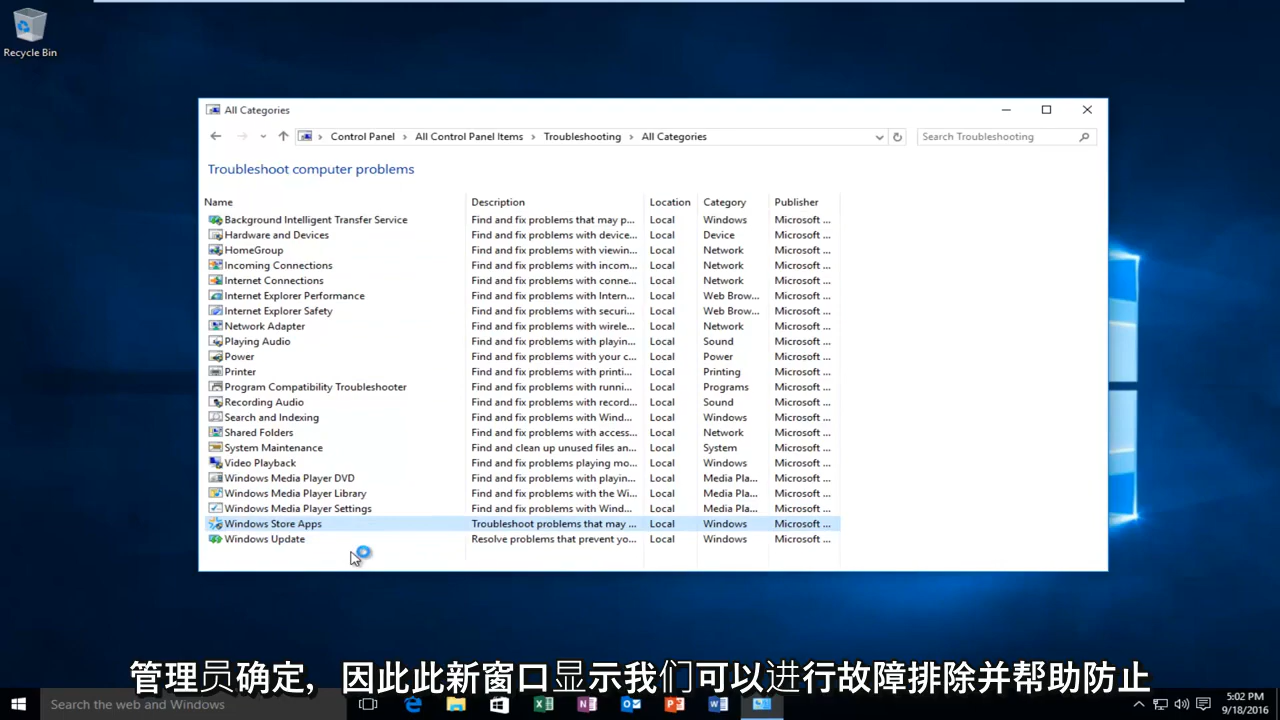 Recycle Bin
All Categories
Control Panel › All Control Panel Items › Troubleshooting › All Categories
Search Troubleshooting
Troubleshoot computer problems
Name Description Location Category Publisher
Background Intelligent Transfer Service Find and fix problems that may p... Local Windows Microsoft ...
Hardware and Devices Find and fix problems with device... Local Device Microsoft ...
HomeGroup Find and fix problems with viewin... Local Network Microsoft ...
Incoming Connections Find and fix problems with incom... Local Network Microsoft ...
Internet Connections Find and fix problems with conne... Local Network Microsoft ...
Internet Explorer Performance Find and fix problems with Intern... Local Web Brow... Microsoft ...
Internet Explorer Safety Find and fix problems with securi... Local Web Brow... Microsoft ...
Network Adapter Find and fix problems with wirele... Local Network Microsoft ...
Playing Audio Find and fix problems with playin... Local Sound Microsoft ...
Power Find and fix problems with your c... Local Power Microsoft ...
Printer Find and fix problems with printi... Local Printing Microsoft ...
Program Compatibility Troubleshooter Find and fix problems with runni... Local Programs Microsoft ...
Recording Audio Find and fix problems with record... Local Sound Microsoft ...
Search and Indexing Find and fix problems with Wind... Local Windows Microsoft ...
Shared Folders Find and fix problems with access... Local Network Microsoft ...
System Maintenance Find and clean up unused files an... Local System Microsoft ...
Video Playback Find and fix problems playing mo... Local Windows Microsoft ...
Windows Media Player DVD Find and fix problems with playin... Local Media Pla... Microsoft ...
Windows Media Player Library Find and fix problems with the Wi... Local Media Pla... Microsoft ...
Windows Media Player Settings Find and fix problems with Wind... Local Media Pla... Microsoft ...
Windows Store Apps Troubleshoot problems that may ... Local Windows Microsoft ...
Windows Update Resolve problems that prevent yo... Local Windows Microsoft ...
管理员确定，因此此新窗口显示我们可以进行故障排除并帮助防止
Search the web and Windows
5:02 PM
9/18/2016